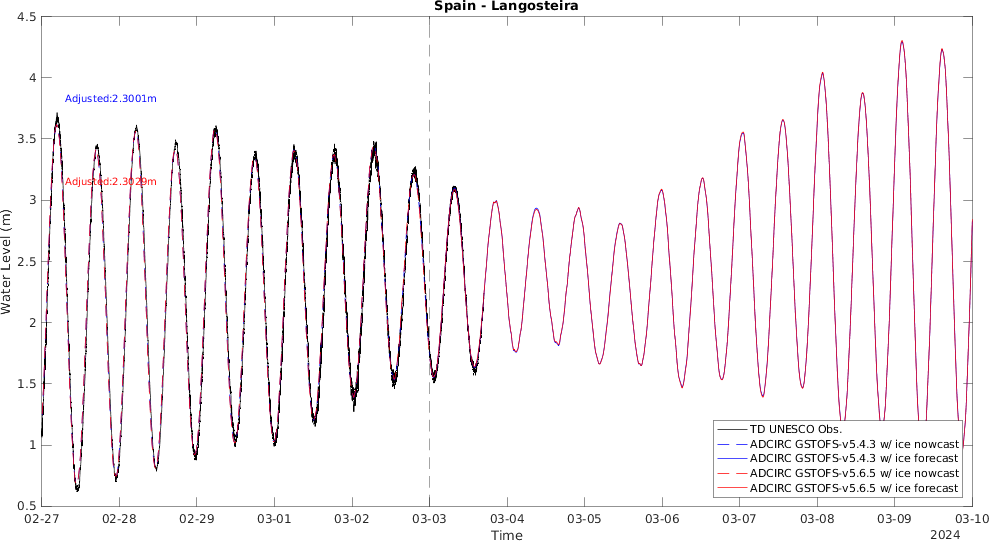 Spain - Langosteira
4.5
4
3.5
3
2.5
2
1.5
1
0.5
Water Level (m)
Adjusted:2.3001m
Adjusted:2.3029m
TD UNESCO Obs.
ADCIRC GSTOFS-v5.4.3 w/ ice nowcast
ADCIRC GSTOFS-v5.4.3 w/ ice forecast
ADCIRC GSTOFS-v5.6.5 w/ ice nowcast
ADCIRC GSTOFS-v5.6.5 w/ ice forecast
02-27 02-28 02-29 03-01 03-02 03-03 03-04 03-05 03-06 03-07 03-08 03-09 03-10
Time
2024